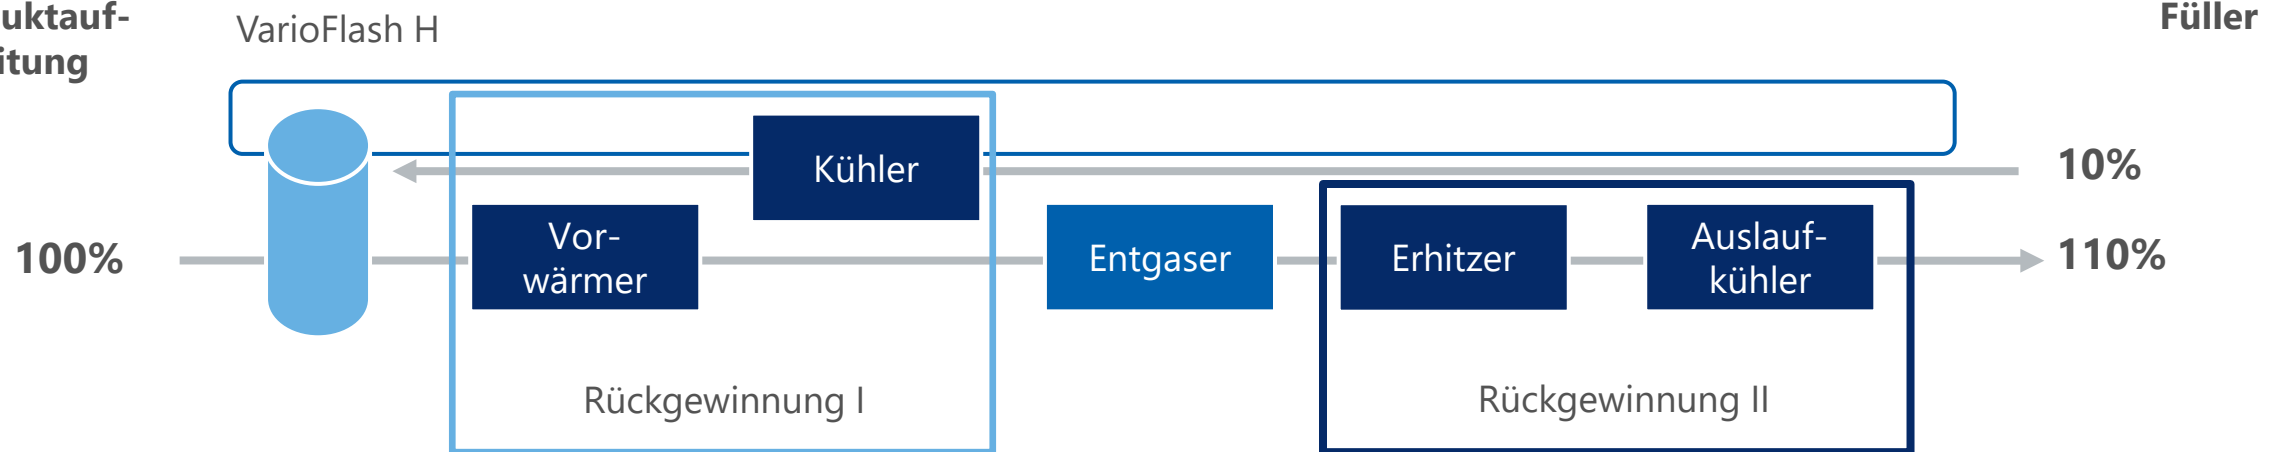 uktauf-
itung
VarioFlash H
Füller
Kühler
10%
100%
Vor-
wärmer
Entgaser
Erhitzer
Auslauf-
kühler
110%
Rückgewinnung I
Rückgewinnung II